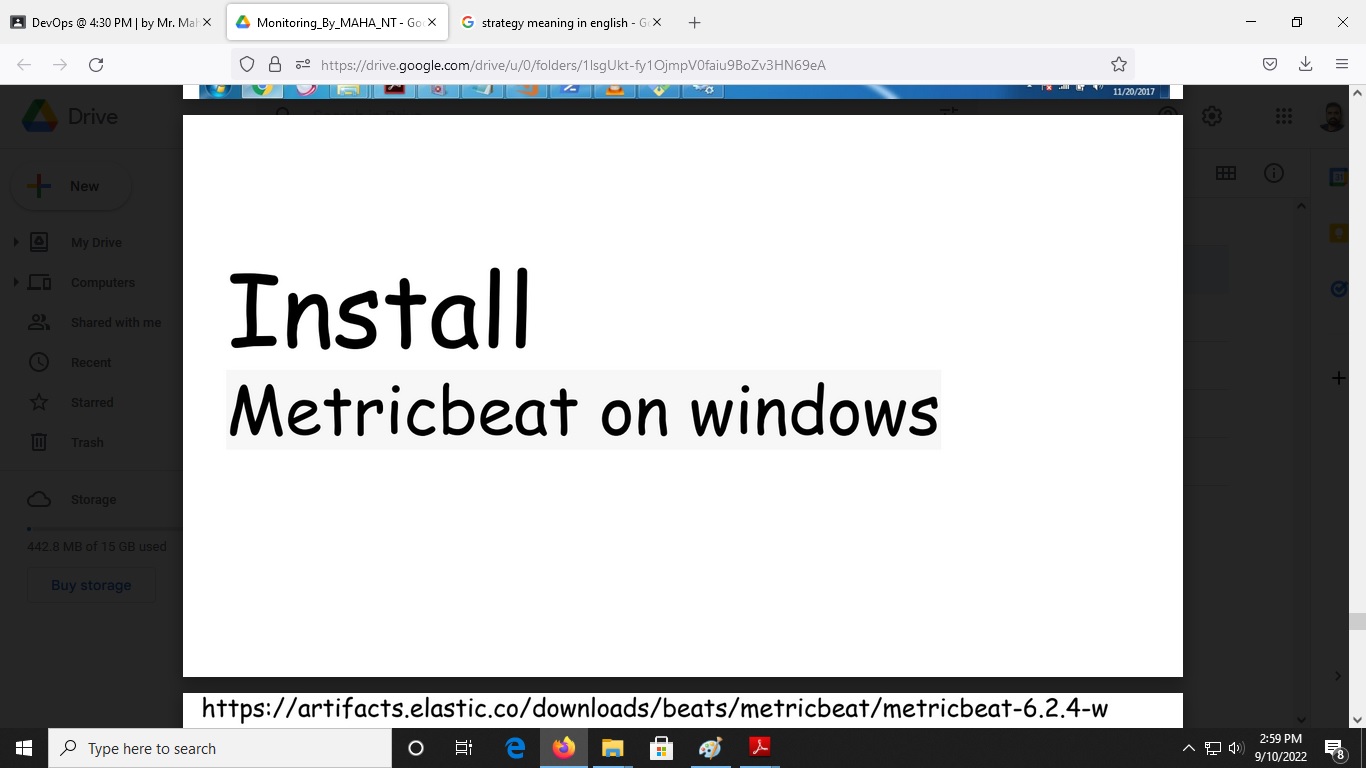 DevOps @ 4:30 PM | by Mr. Mah
Monitoring_By_MAHA_NT - Goo
strategy meaning in english - Go
https://drive.google.com/drive/u/0/folders/1lsgUkt-fy1OjmpV0faiu9BoZv3HN69eA
11/20/2017
Drive
New
My Drive
Computers
Shared with me
Recent
Starred
Trash
Storage
442.8 MB of 15 GB used
Buy storage
Install
Metricbeat on windows
https://artifacts.elastic.co/downloads/beats/metricbeat/metricbeat-6.2.4-w
Type here to search
2:59 PM
9/10/2022
8